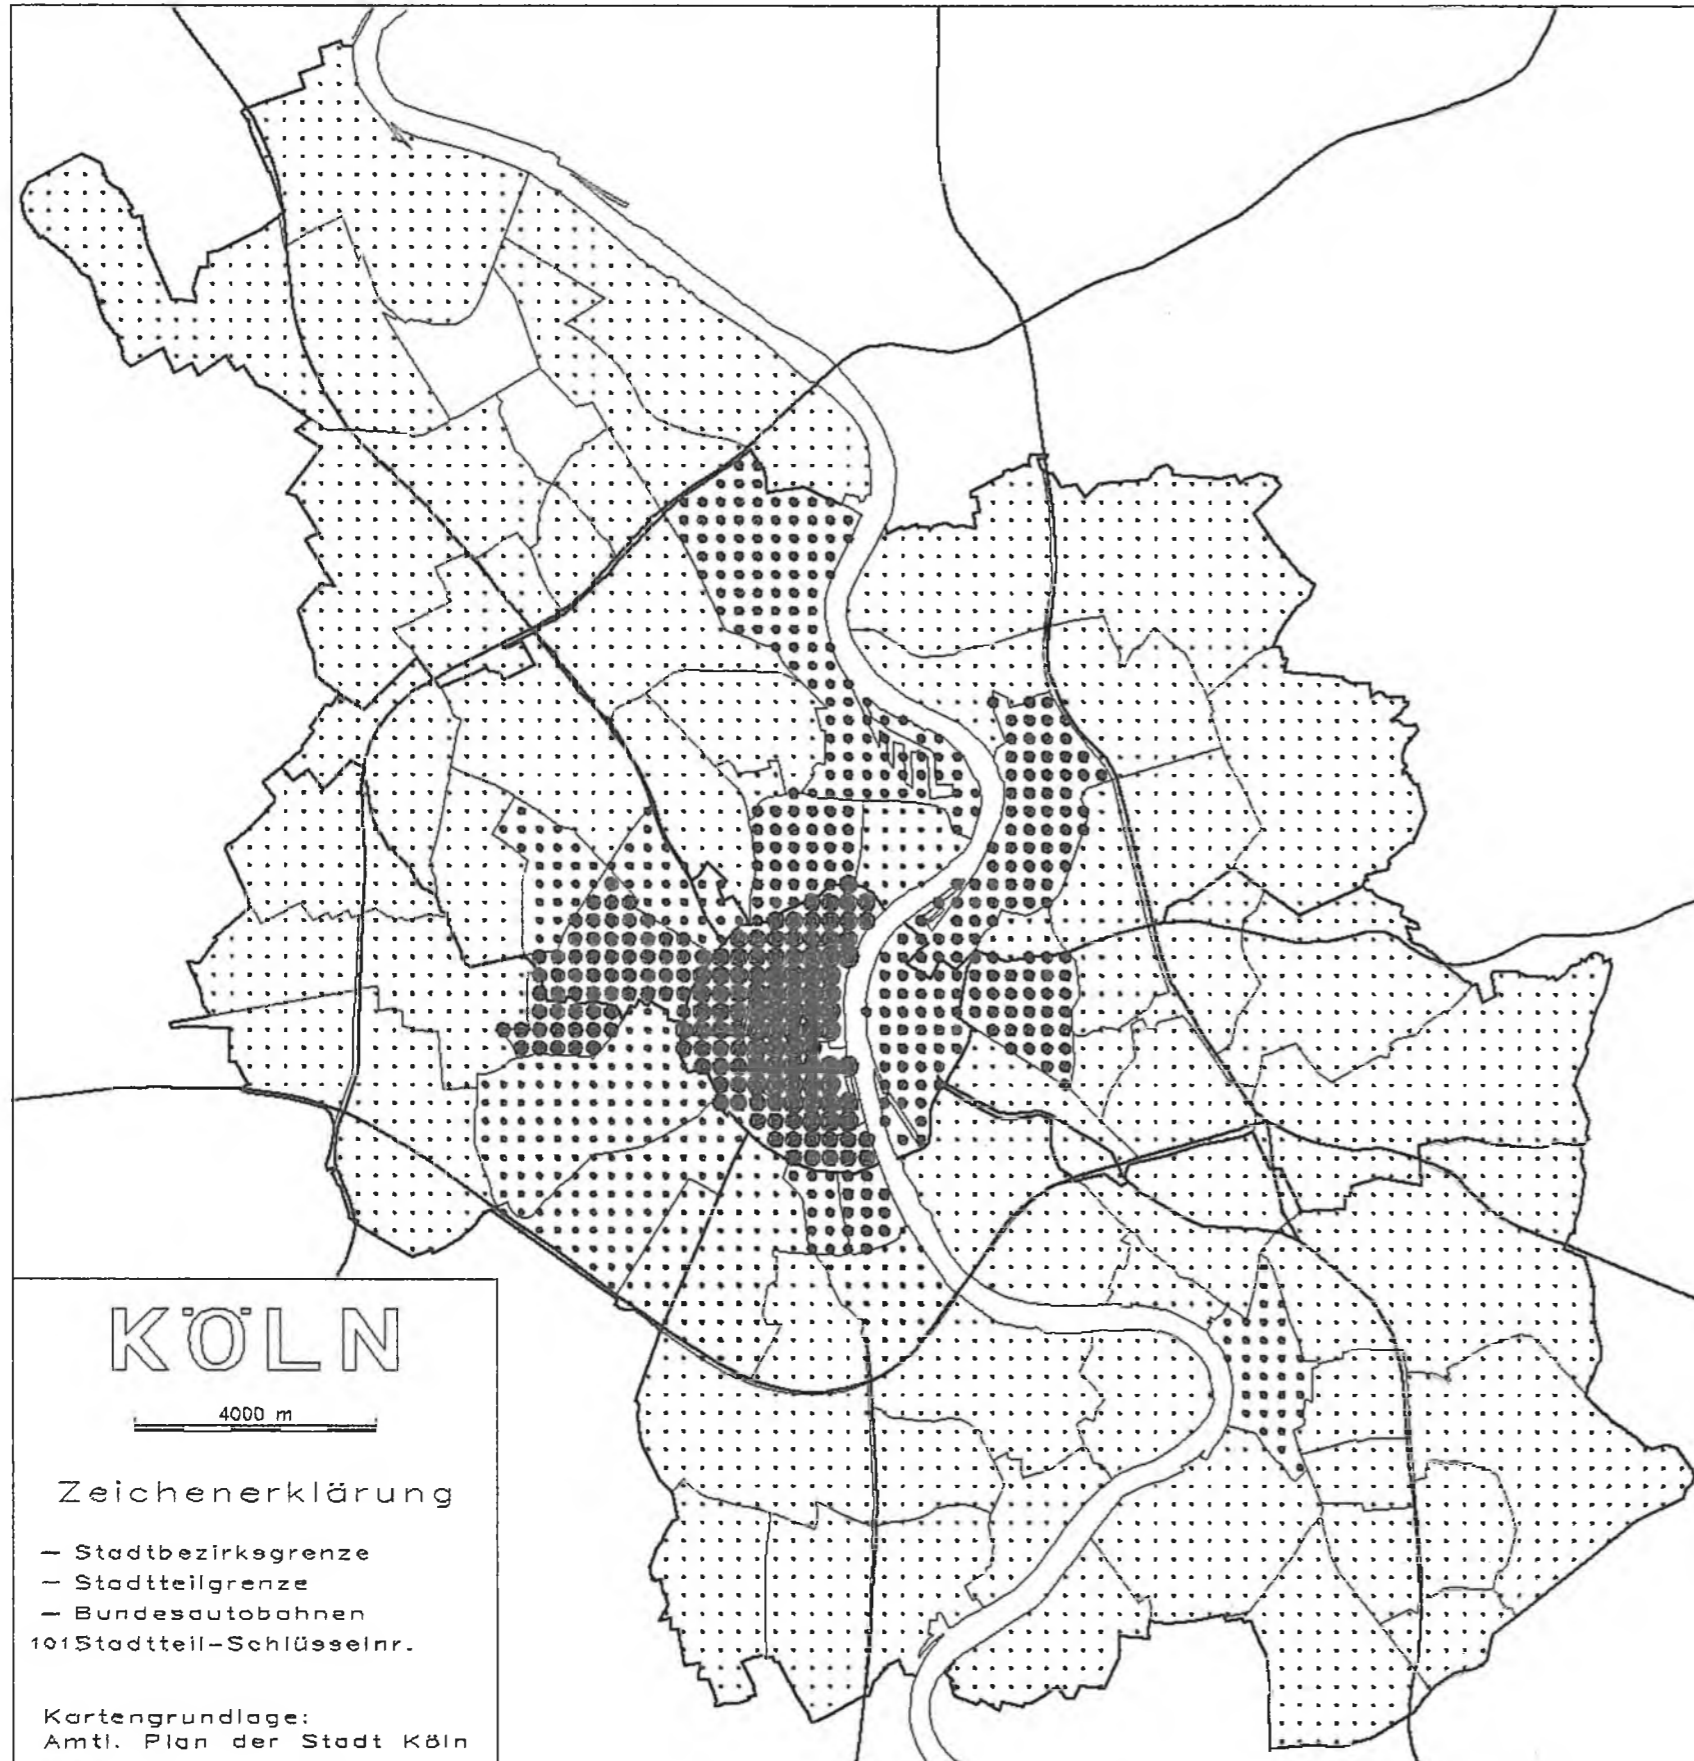 KÖLN
4000 m
Zeichenerklärung
— Stadtbezirksgrenze
— Stadtteilgrenze
— Bundesautobahnen
101 Stadtteil-Schlüsselnr.
Kartengrundlage:
Amtl. Plan der Stadt Köln